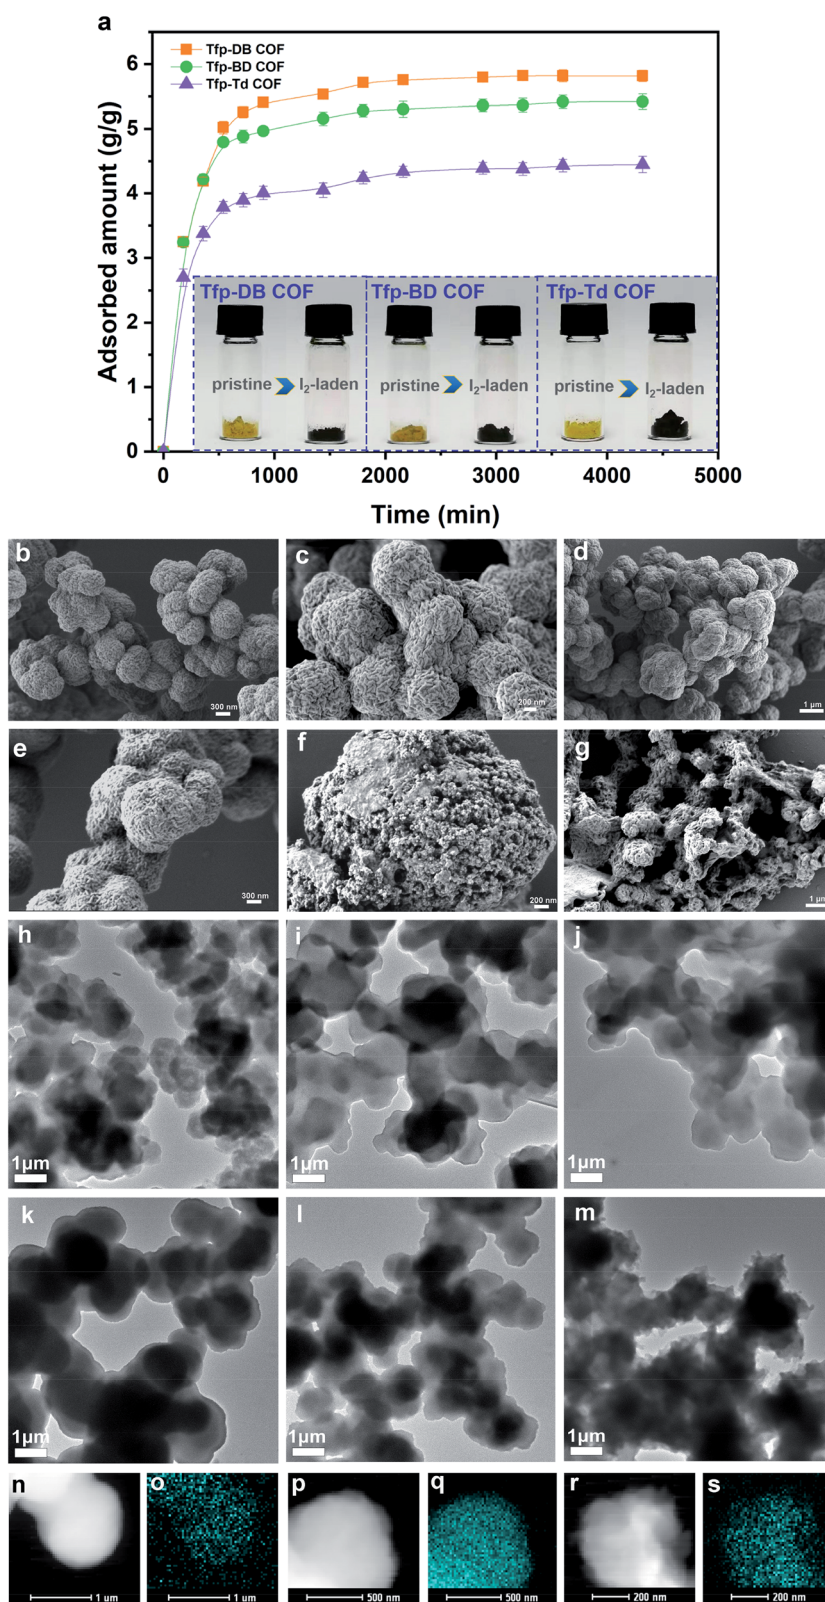 a
Tfp-DB COF
Tfp-BD COF
Tfp-Td COF
Adsorbed amount (g/g)
6
5
4
3
2
1
0
Tfp-DB COF
Tfp-BD COF
Tfp-Td COF
pristine I₂-laden
pristine I₂-laden
pristine I₂-laden
0 1000 2000 3000 4000 5000
Time (min)
b
300 nm
c
200 nm
d
1 µm
e
300 nm
f
200 nm
g
1 µm
h
1µm
i
1µm
j
1µm
k
1µm
l
1µm
m
1µm
n
1 um
o
1 um
p
500 nm
q
500 nm
r
200 nm
s
200 nm